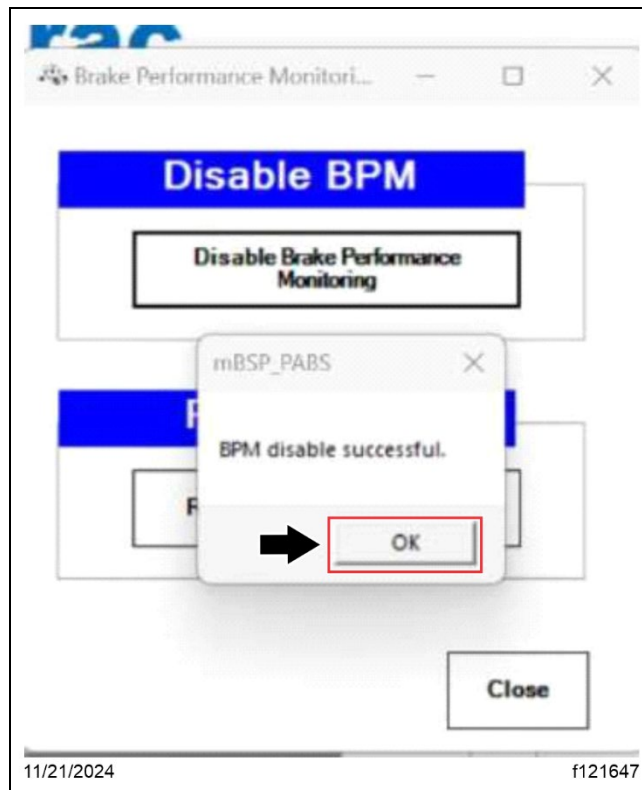 rac
Brake Performance Monitori...
Disable BPM
Disable Brake Performance
Monitoring
mBSP_PABS
BPM disable successful.
OK
Close
11/21/2024
f121647